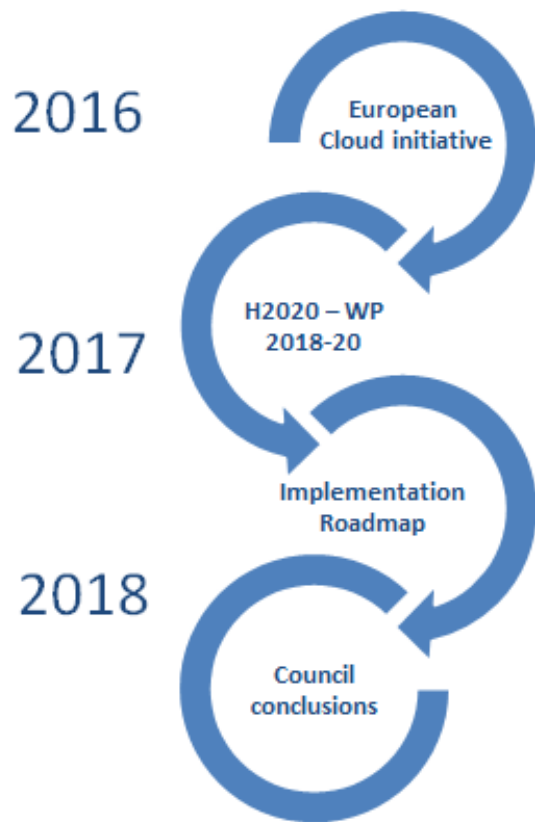 2016
European
Cloud initiative
H2020 – WP
2018-20
2017
Implementation
Roadmap
2018
Council
conclusions